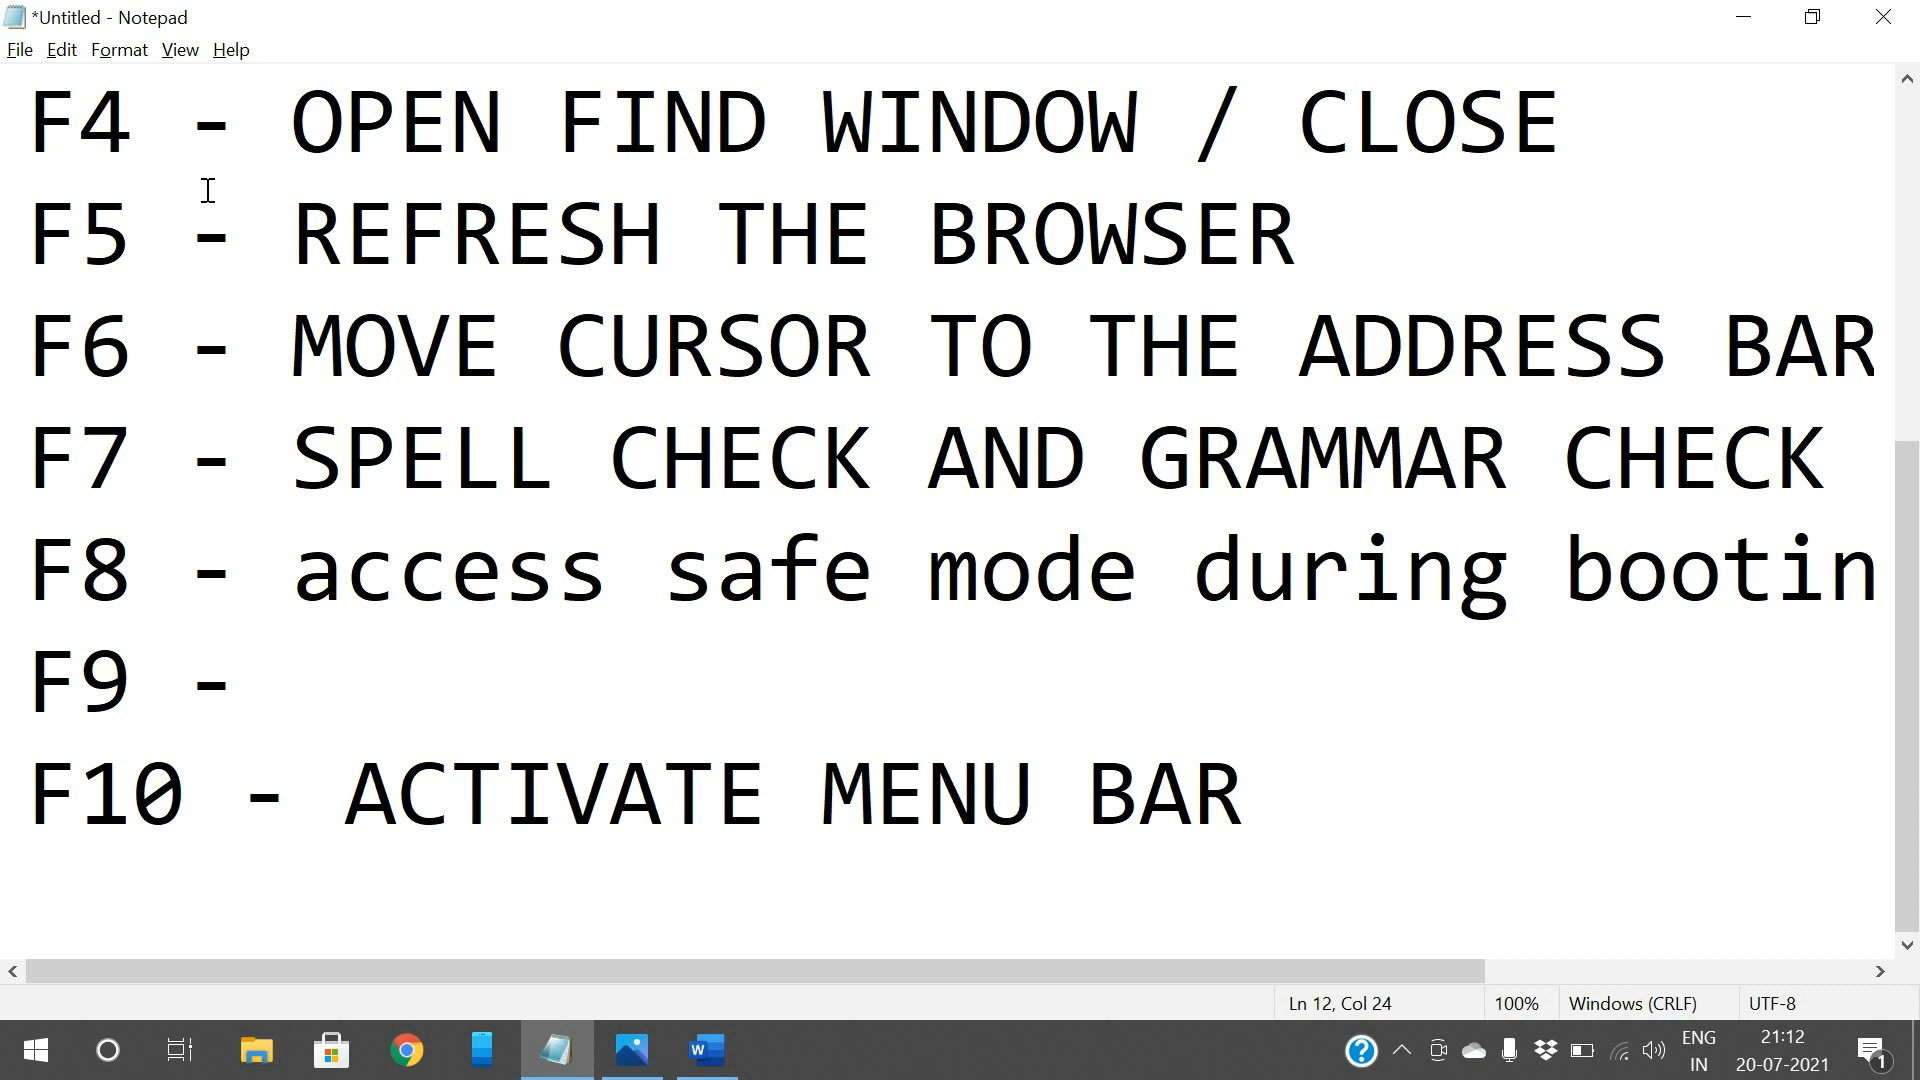 *Untitled - Notepad
File Edit Format View Help
F4 - OPEN FIND WINDOW / CLOSE
F5 - REFRESH THE BROWSER
F6 - MOVE CURSOR TO THE ADDRESS BAR
F7 - SPELL CHECK AND GRAMMAR CHECK
F8 - access safe mode during bootin
F9 -
F10 - ACTIVATE MENU BAR
Ln 12, Col 24 100% Windows (CRLF) UTF-8
W ? ENG 21:12
IN 20-07-2021 1